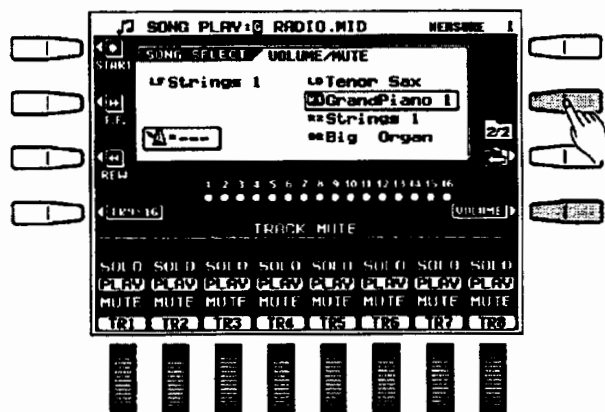 SONG PLAY: RADIO.MID MEASURE 1
START SONG SELECT VOLUME/MUTE
LF Strings 1 LD Tenor Sax
GrandPiano 1
F.F. R2 Strings 1
Big Organ 2/2
=---
REW
1 2 3 4 5 6 7 8 9 10 11 12 13 14 15 16
TR9-16 VOLUME
TRACK MUTE
SOLO SOLO SOLO SOLO SOLO SOLO SOLO SOLO
PLAY PLAY PLAY PLAY PLAY PLAY PLAY PLAY
MUTE MUTE MUTE MUTE MUTE MUTE MUTE MUTE
TR1 TR2 TR3 TR4 TR5 TR6 TR7 TR8